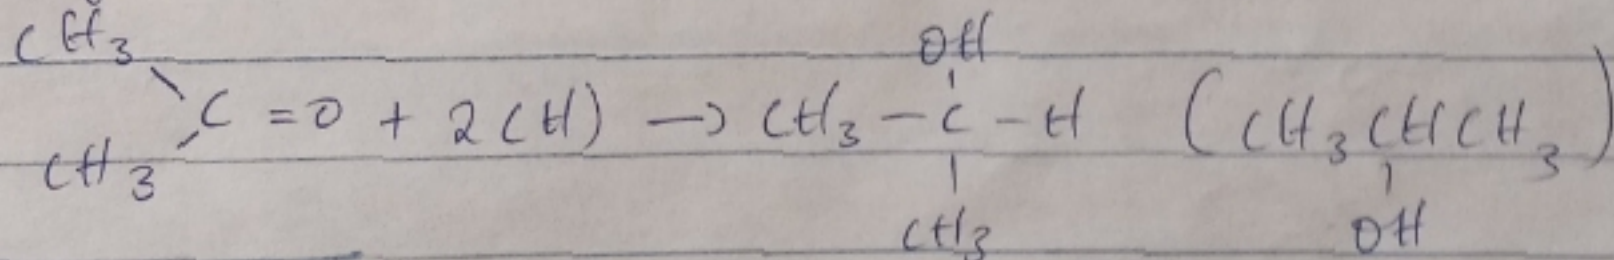 CH3 OH
\ |
C = O + 2(H) → CH3 - C - H (CH3CHCH3)
/ | |
CH3 CH3 OH